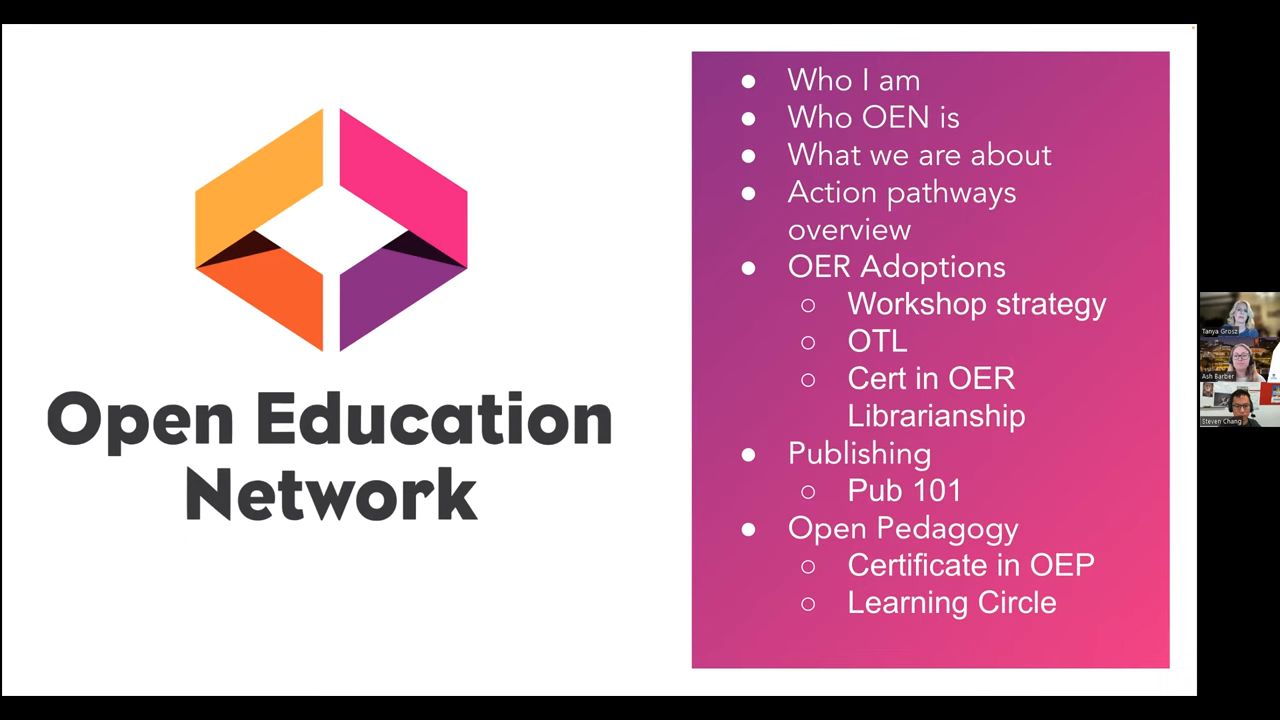 Open Education
Network
● Who I am
● Who OEN is
● What we are about
● Action pathways
overview
● OER Adoptions
○ Workshop strategy
○ OTL
○ Cert in OER
Librarianship
● Publishing
○ Pub 101
● Open Pedagogy
○ Certificate in OEP
○ Learning Circle
Tanya Grosz
Ash Barber
Steven Chang